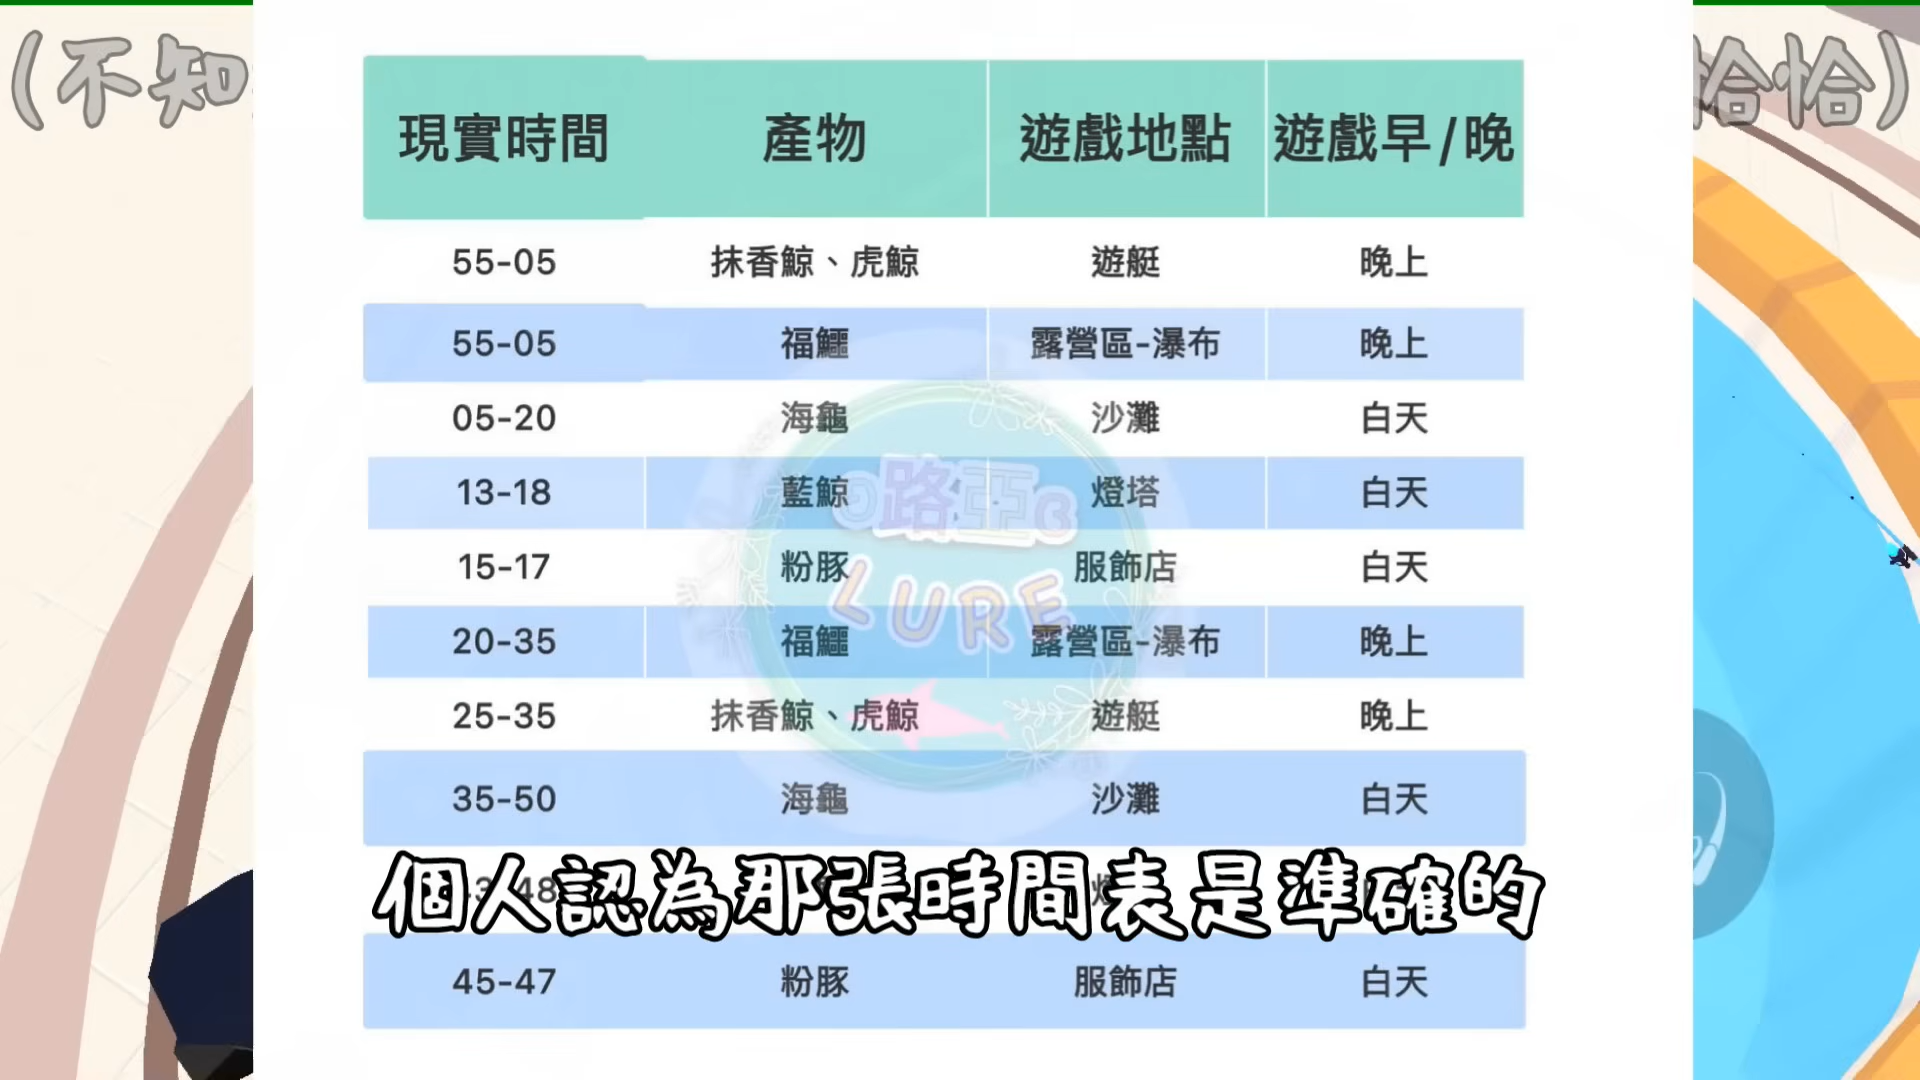 (不知
恰恰)
現實時間 產物 遊戲地點 遊戲早/晚
55-05 抹香鯨、虎鯨 遊艇 晚上
55-05 福鱷 露營區-瀑布 晚上
05-20 海龜 沙灘 白天
13-18 藍鯨 燈塔 白天
15-17 粉豚 服飾店 白天
20-35 福鱷 露營區-瀑布 晚上
25-35 抹香鯨、虎鯨 遊艇 晚上
35-50 海龜 沙灘 白天
個人認為那張時間表是準確的
45-47 粉豚 服飾店 白天
路亞
LURE